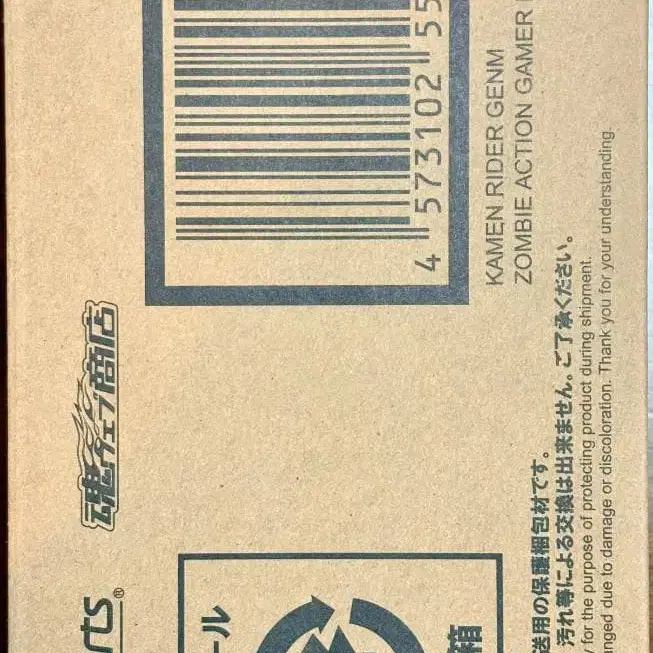 arts®
魂ウェブ商店
4 573102 55
KAMEN RIDER GENM
ZOMBIE ACTION GAMER
ール
箱
送用の保護梱包材です。
汚れ等による交換は出来ません。ご了承ください。
for the purpose of protecting product during shipment.
anged due to damage or discoloration. Thank you for your understanding.